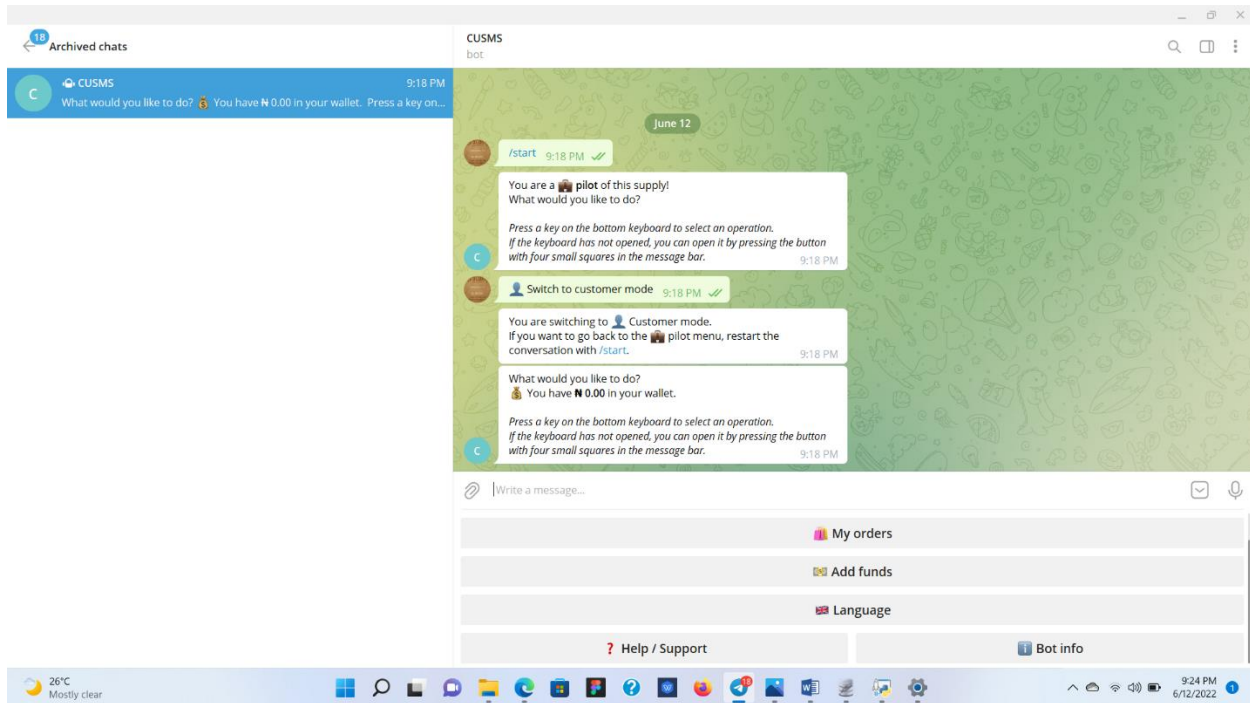 18
Archived chats
C
CUSMS
9:18 PM
What would you like to do? 💰 You have ₦ 0.00 in your wallet. Press a key on...
CUSMS
bot
June 12
/start 9:18 PM
You are a 💼 pilot of this supply!
What would you like to do?
Press a key on the bottom keyboard to select an operation.
If the keyboard has not opened, you can open it by pressing the button
with four small squares in the message bar.
9:18 PM
C
👤 Switch to customer mode 9:18 PM
You are switching to 👤 Customer mode.
If you want to go back to the 💼 pilot menu, restart the
conversation with /start.
9:18 PM
What would you like to do?
💰 You have ₦ 0.00 in your wallet.
Press a key on the bottom keyboard to select an operation.
If the keyboard has not opened, you can open it by pressing the button
with four small squares in the message bar.
9:18 PM
C
Write a message...
🛍️ My orders
💵 Add funds
🇬🇧 Language
❓ Help / Support
ℹ️ Bot info
26°C
Mostly clear
18
9:24 PM
6/12/2022
1